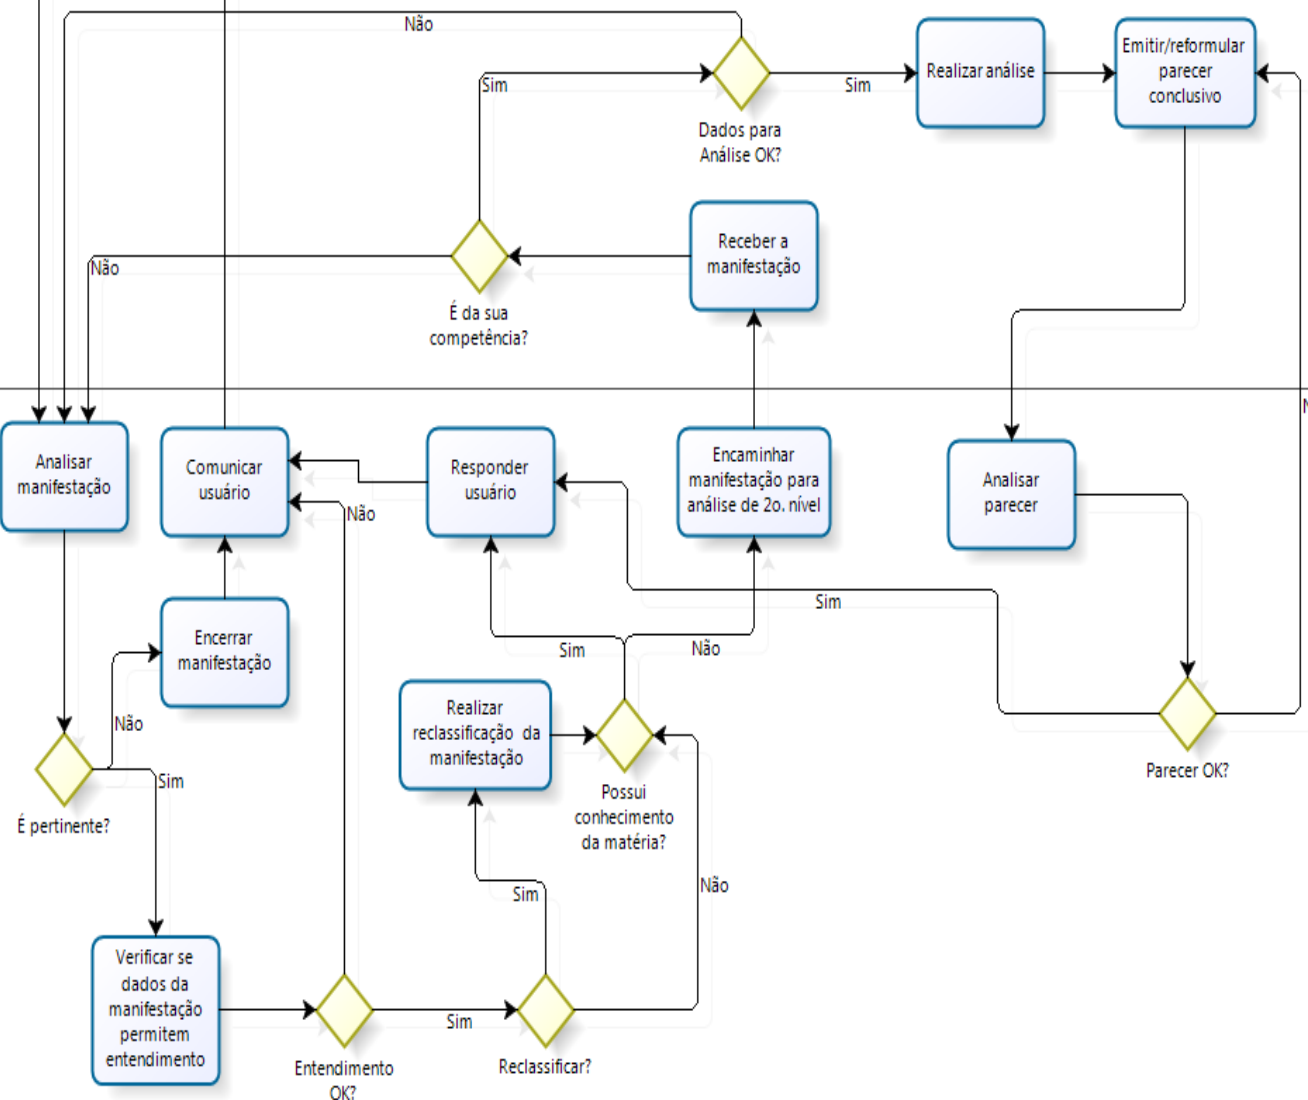 Não
Sim
Sim
Dados para
Análise OK?
Realizar análise
Emitir/reformular
parecer
conclusivo
Não
É da sua
competência?
Receber a
manifestação
N
Analisar
manifestação
Comunicar
usuário
Não
Responder
usuário
Encaminhar
manifestação para
análise de 2o. nível
Analisar
parecer
Sim
Encerrar
manifestação
Sim
Não
Não
Realizar
reclassificação da
manifestação
Possui
conhecimento
da matéria?
Parecer OK?
É pertinente?
Sim
Sim
Não
Verificar se
dados da
manifestação
permitem
entendimento
Entendimento
OK?
Sim
Reclassificar?